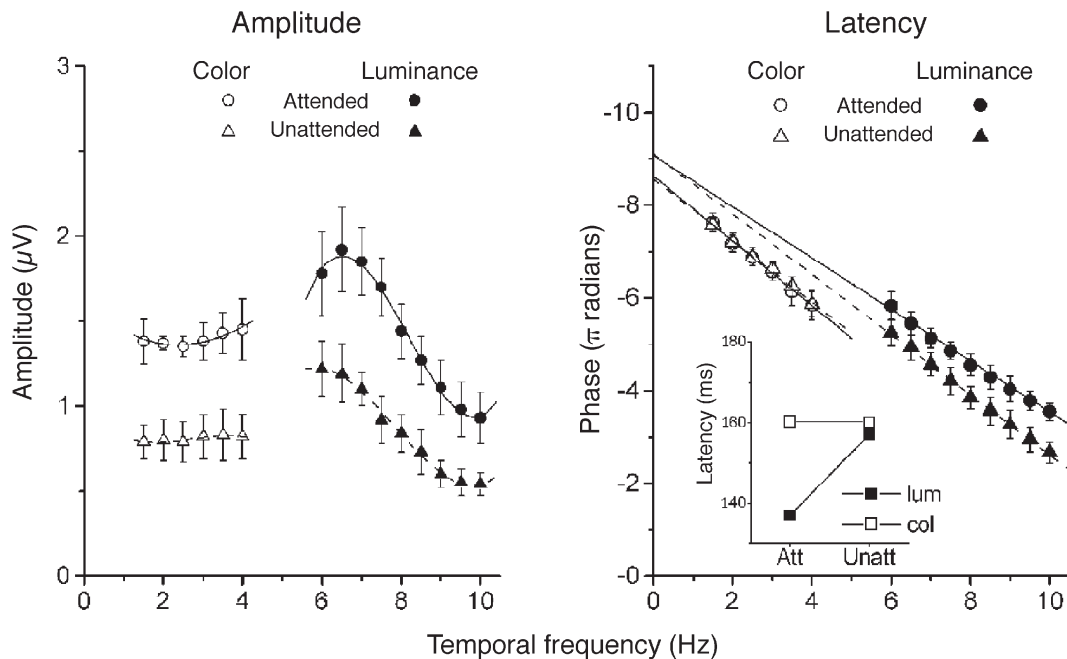 Amplitude
Color Luminance
Attended
Unattended
3
2
1
0
Amplitude (μV)
0 2 4 6 8 10
Latency
Color Luminance
Attended
Unattended
-10
-8
-6
-4
-2
-0
Phase (π radians)
180
160
140
Latency (ms)
lum
col
Att Unatt
0 2 4 6 8 10
Temporal frequency (Hz)